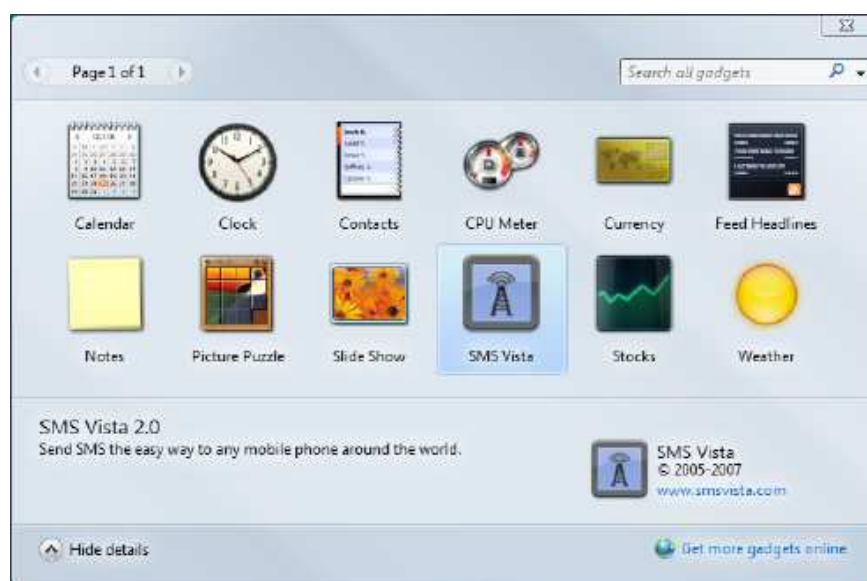 Page 1 of 1
Search all gadgets
Calendar
Clock
Contacts
CPU Meter
Currency
Feed Headlines
Notes
Picture Puzzle
Slide Show
SMS Vista
Stocks
Weather
SMS Vista 2.0
Send SMS the easy way to any mobile phone around the world.
SMS Vista
© 2005-2007
www.smsvista.com
Hide details
Get more gadgets online